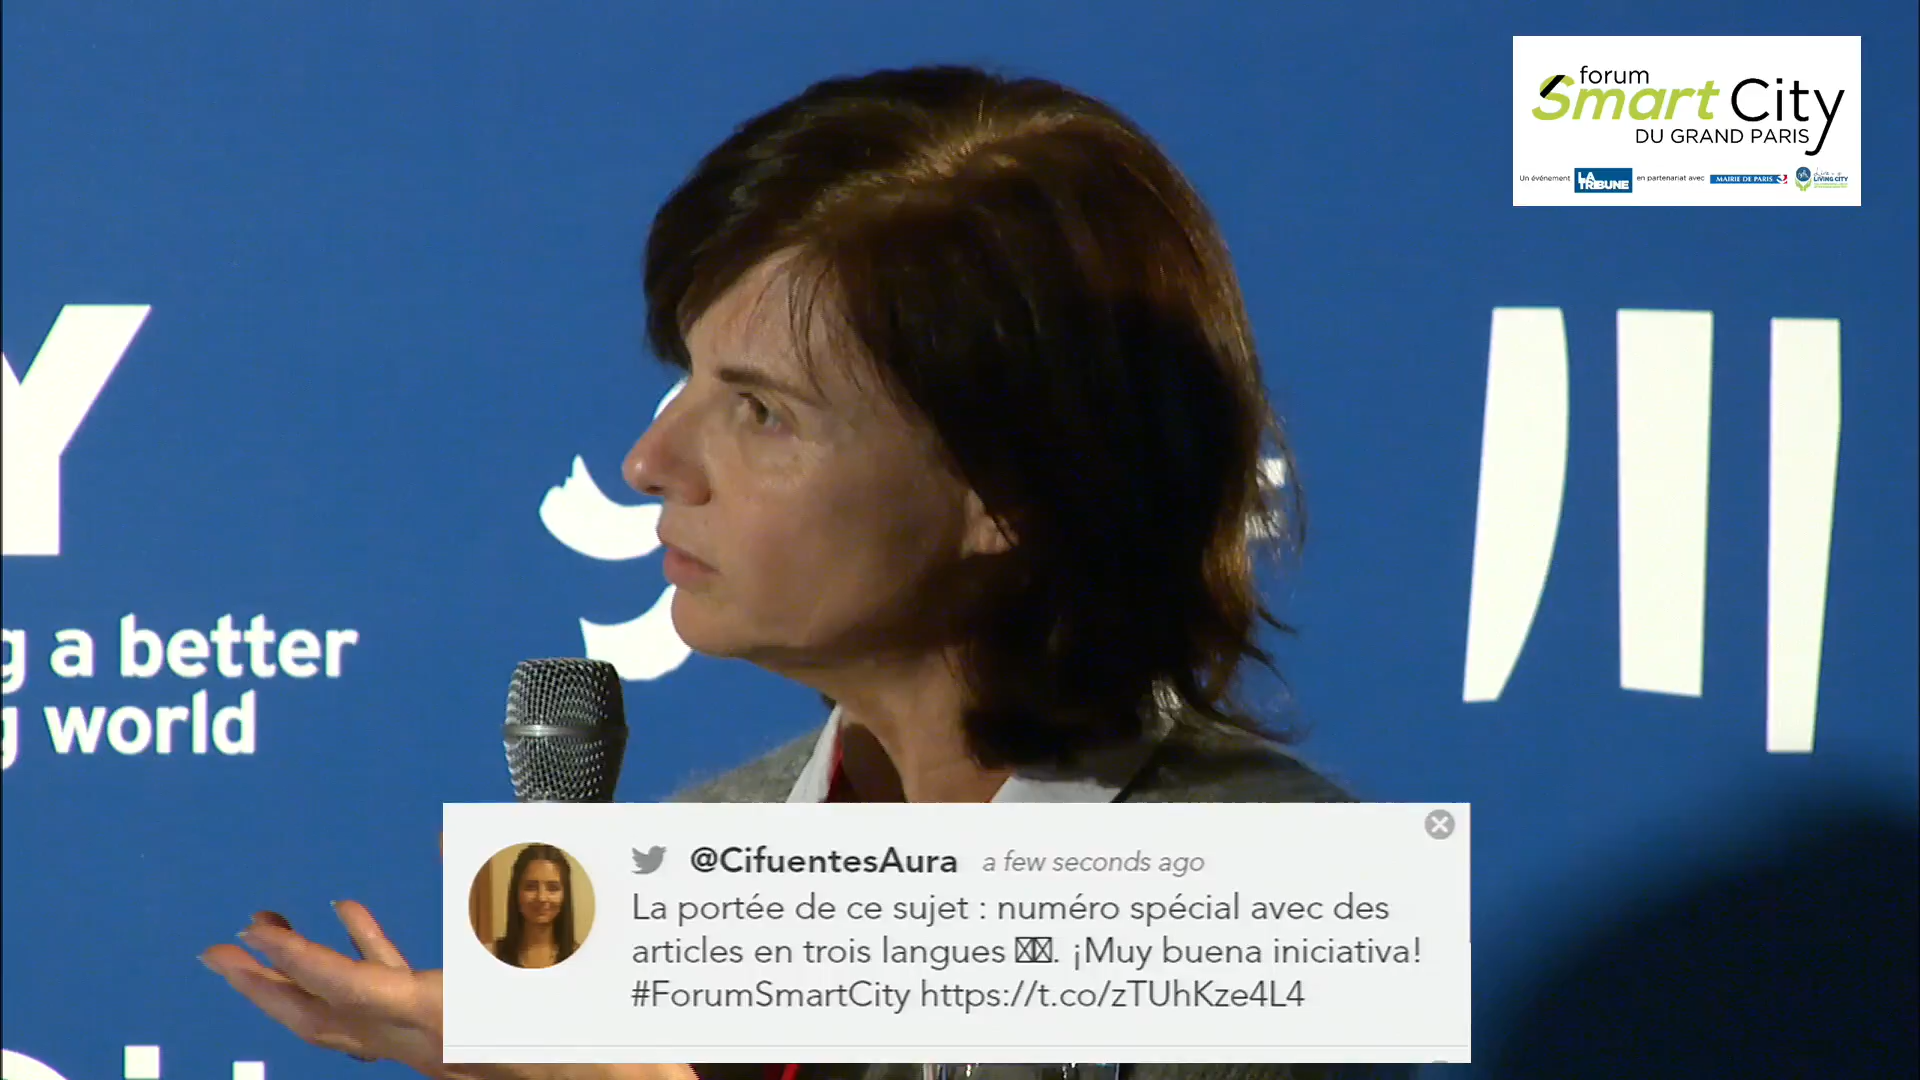 forum
Smart City
DU GRAND PARIS
Un événement LA TRIBUNE en partenariat avec MAIRIE DE PARIS LIVING CITY
Y
g a better
g world
@CifuentesAura a few seconds ago
La portée de ce sujet : numéro spécial avec des
articles en trois langues. ¡Muy buena iniciativa!
#ForumSmartCity https://t.co/zTUhKze4L4